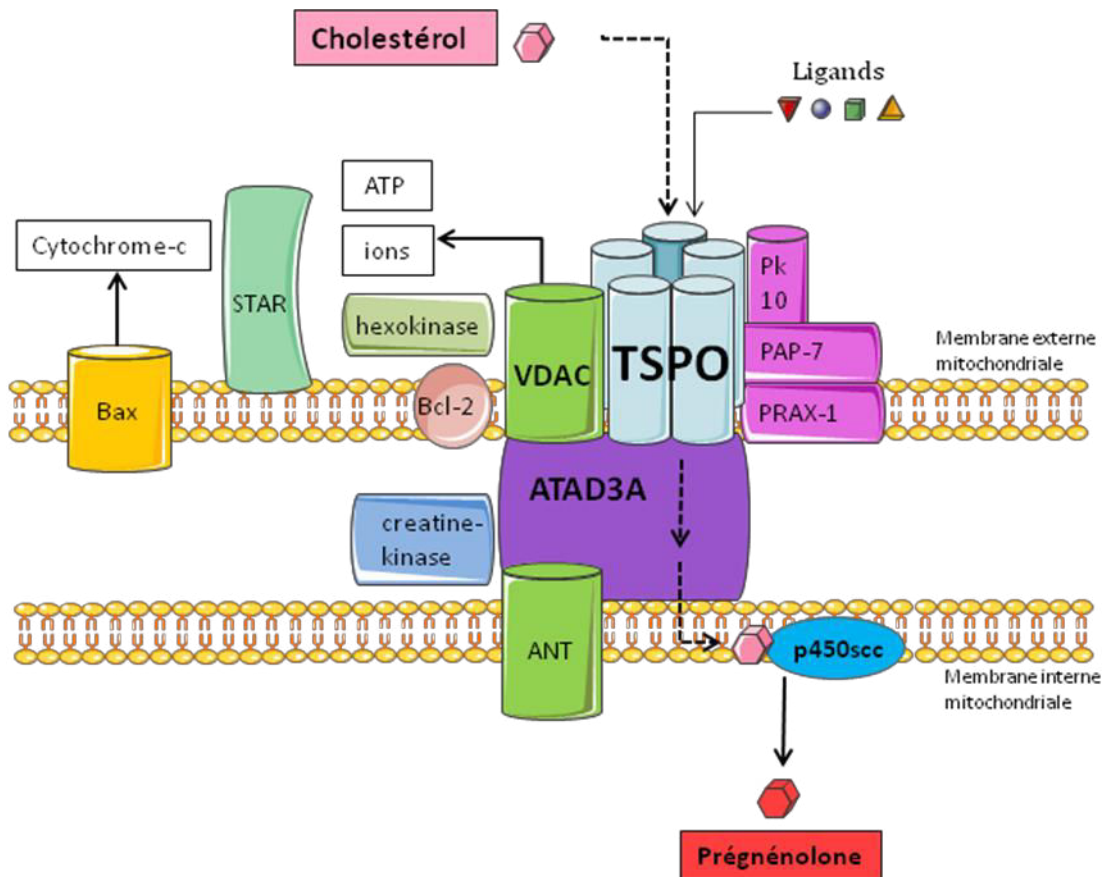 Cholestérol
Ligands
ATP
Cytochrome-c
ions
STAR
Pk
10
hexokinase
Membrane externe
mitochondriale
VDAC
TSPO
PAP-7
Bax
Bcl-2
PRAX-1
ATAD3A
creatine-
kinase
ANT
p450scc
Membrane interne
mitochondriale
Prégnénolone